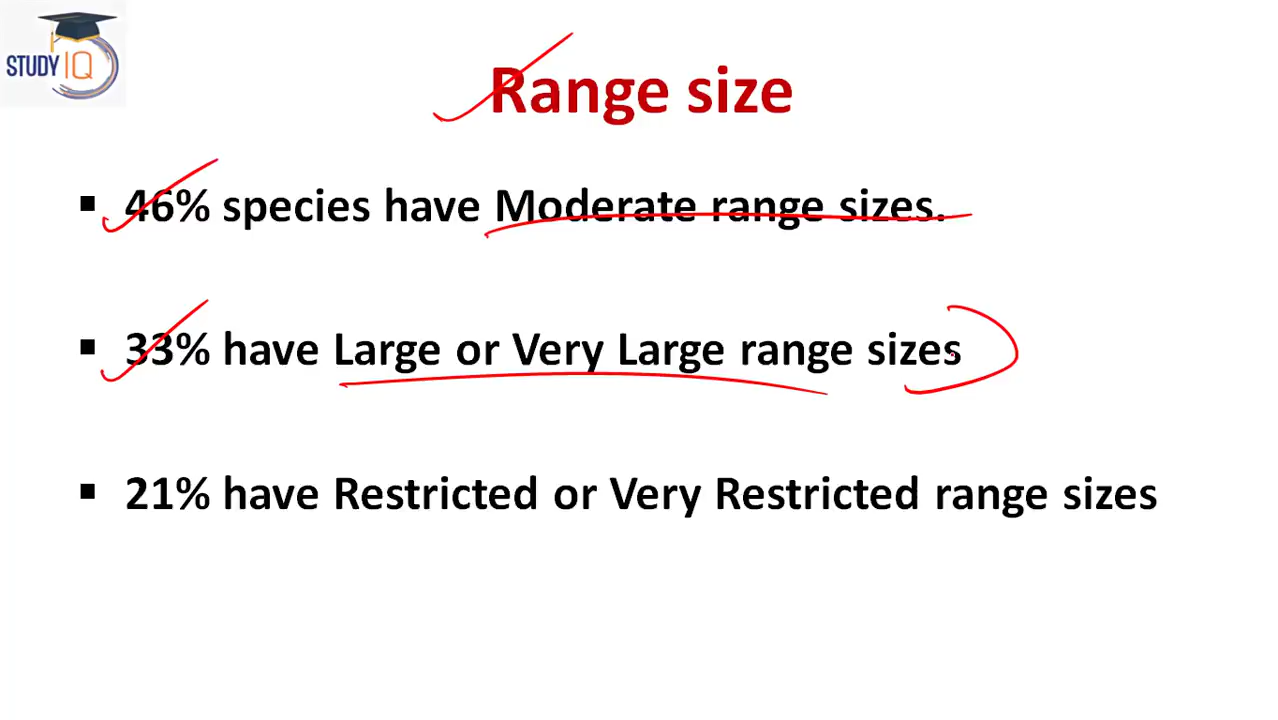 STUDY IQ
Range size
▪ 46% species have Moderate range sizes.
▪ 33% have Large or Very Large range sizes
▪ 21% have Restricted or Very Restricted range sizes